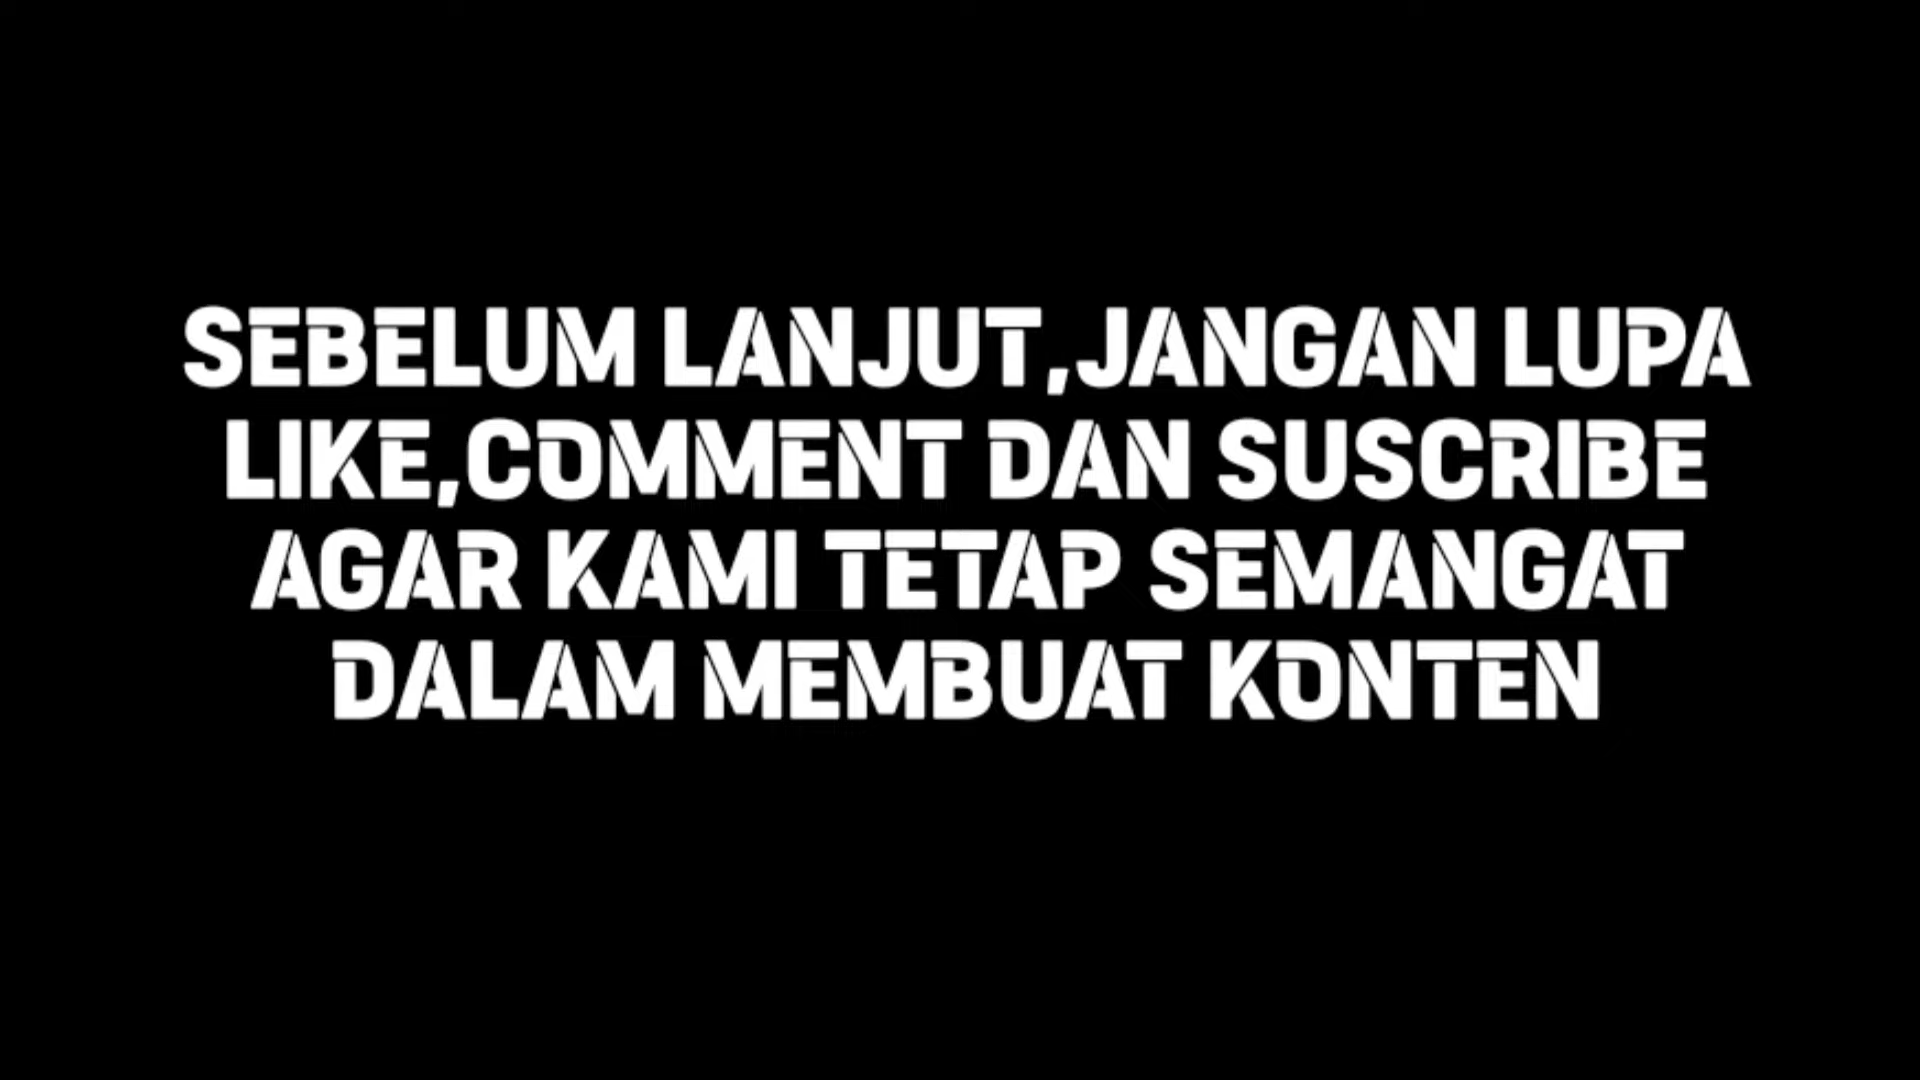 SEBELUM LANJUT,JANGAN LUPA
LIKE,COMMENT DAN SUSCRIBE
AGAR KAMI TETAP SEMANGAT
DALAM MEMBUAT KONTEN